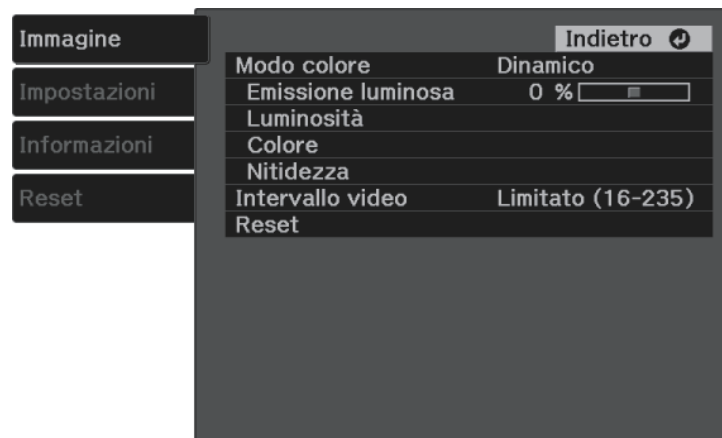 Immagine
Impostazioni
Informazioni
Reset
Indietro
Modo colore Dinamico
Emissione luminosa 0 %
Luminosità
Colore
Nitidezza
Intervallo video Limitato (16-235)
Reset